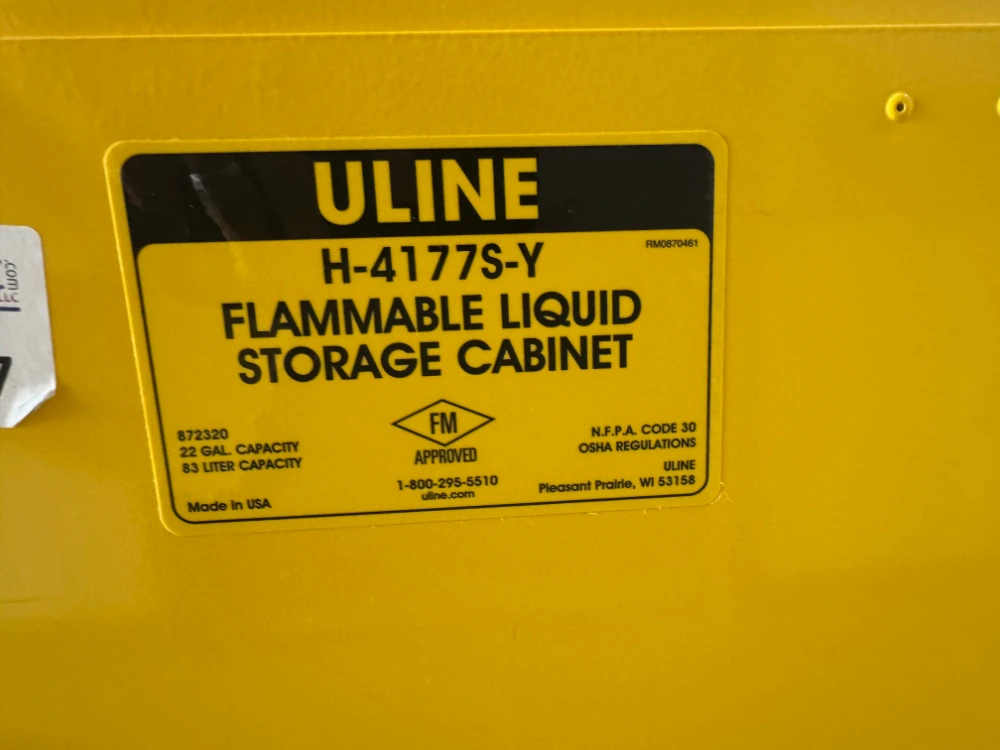 ULINE
RM0870461
H-4177S-Y
FLAMMABLE LIQUID
STORAGE CABINET
872320
22 GAL. CAPACITY
83 LITER CAPACITY
Made in USA
FM
APPROVED
1-800-295-5510
uline.com
N.F.P.A. CODE 30
OSHA REGULATIONS
ULINE
Pleasant Prairie, WI 53158